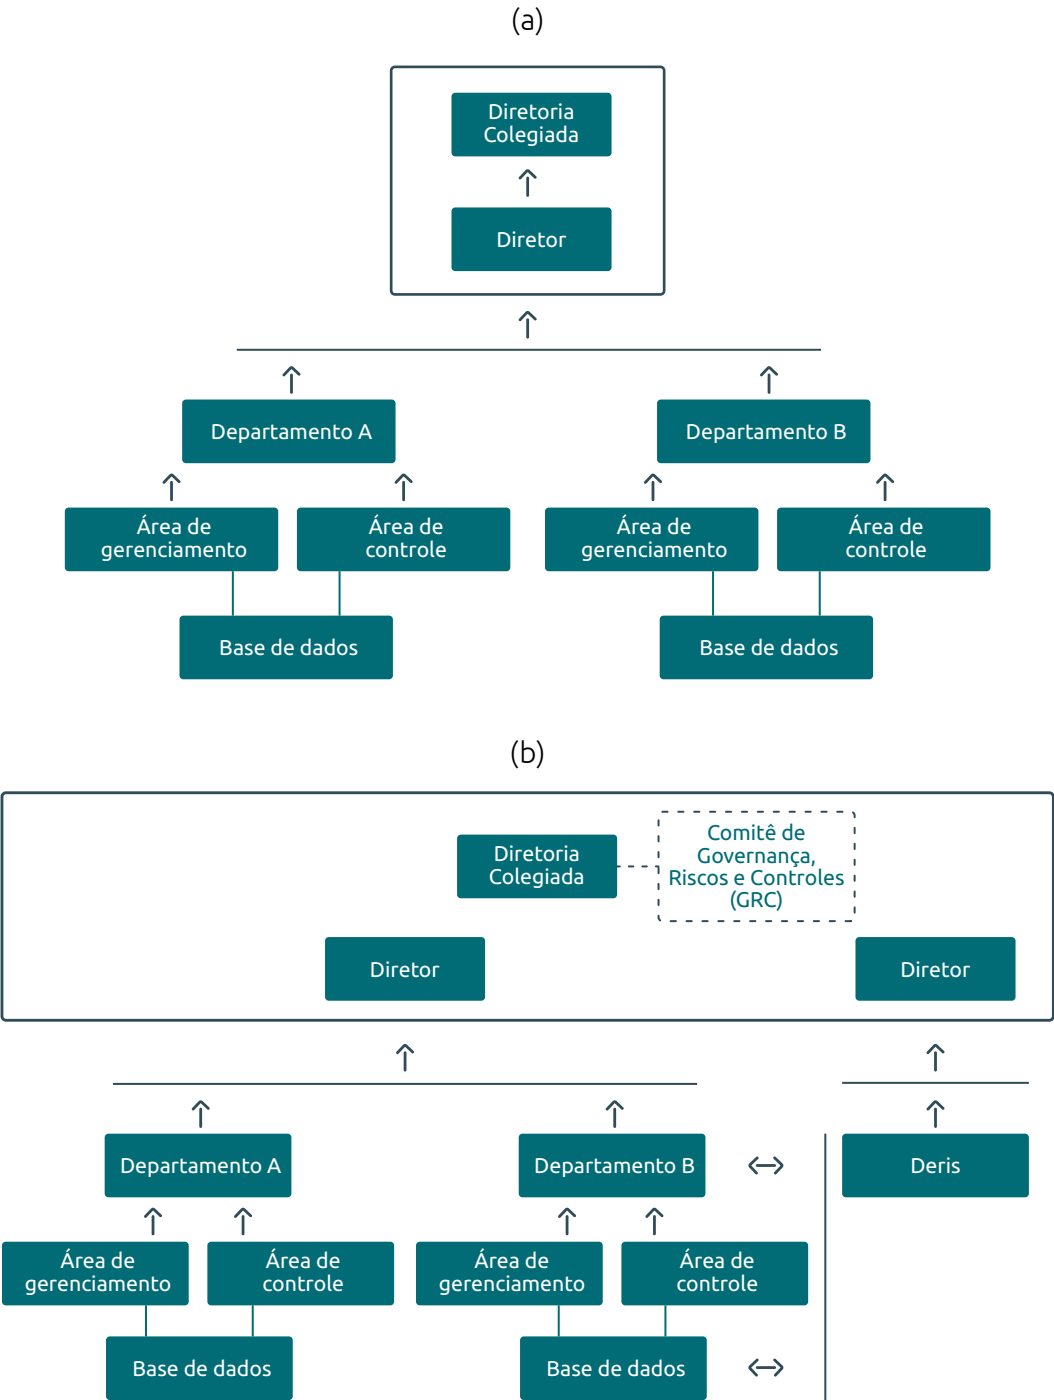 (a)
Diretoria
Colegiada
Diretor
Departamento A
Departamento B
Área de
gerenciamento
Área de
controle
Área de
gerenciamento
Área de
controle
Base de dados
Base de dados
(b)
Diretoria
Colegiada
Comitê de
Governança,
Riscos e Controles
(GRC)
Diretor
Diretor
Departamento A
Departamento B
Deris
Área de
gerenciamento
Área de
controle
Área de
gerenciamento
Área de
controle
Base de dados
Base de dados